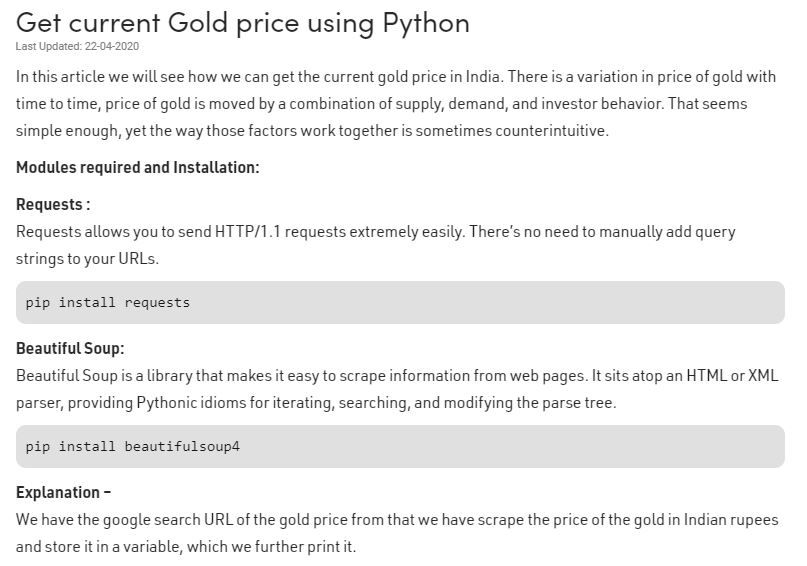 Get current Gold price using Python
Last Updated: 22-04-2020
In this article we will see how we can get the current gold price in India. There is a variation in price of gold with
time to time, price of gold is moved by a combination of supply, demand, and investor behavior. That seems
simple enough, yet the way those factors work together is sometimes counterintuitive.
Modules required and Installation:
Requests :
Requests allows you to send HTTP/1.1 requests extremely easily. There’s no need to manually add query
strings to your URLs.
pip install requests
Beautiful Soup:
Beautiful Soup is a library that makes it easy to scrape information from web pages. It sits atop an HTML or XML
parser, providing Pythonic idioms for iterating, searching, and modifying the parse tree.
pip install beautifulsoup4
Explanation –
We have the google search URL of the gold price from that we have scrape the price of the gold in Indian rupees
and store it in a variable, which we further print it.